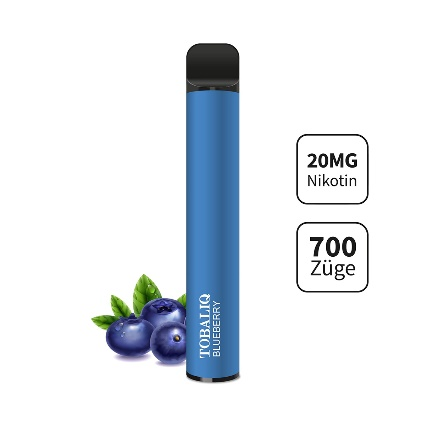 TOBALIQ
BLUEBERRY
20MG
Nikotin
700
Züge